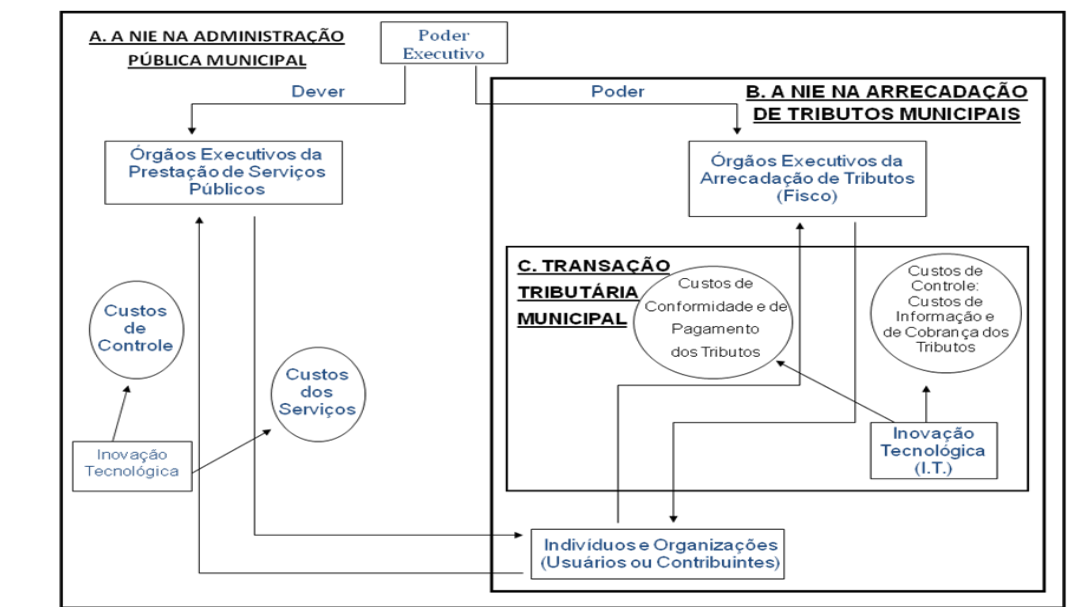 A. A NIE NA ADMINISTRAÇÃO
PÚBLICA MUNICIPAL
Poder
Executivo
Dever
Poder
B. A NIE NA ARRECADAÇÃO
DE TRIBUTOS MUNICIPAIS
Órgãos Executivos da
Prestação de Serviços
Públicos
Órgãos Executivos da
Arrecadação de Tributos
(Fisco)
C. TRANSAÇÃO
TRIBUTÁRIA
MUNICIPAL
Custos de
Conformidade e de
Pagamento
dos Tributos
Custos de
Controle:
Custos de
Informação e
de Cobrança dos
Tributos
Custos
de
Controle
Custos
dos
Serviços
Inovação
Tecnológica
Inovação
Tecnológica
(I.T.)
Indivíduos e Organizações
(Usuários ou Contribuintes)